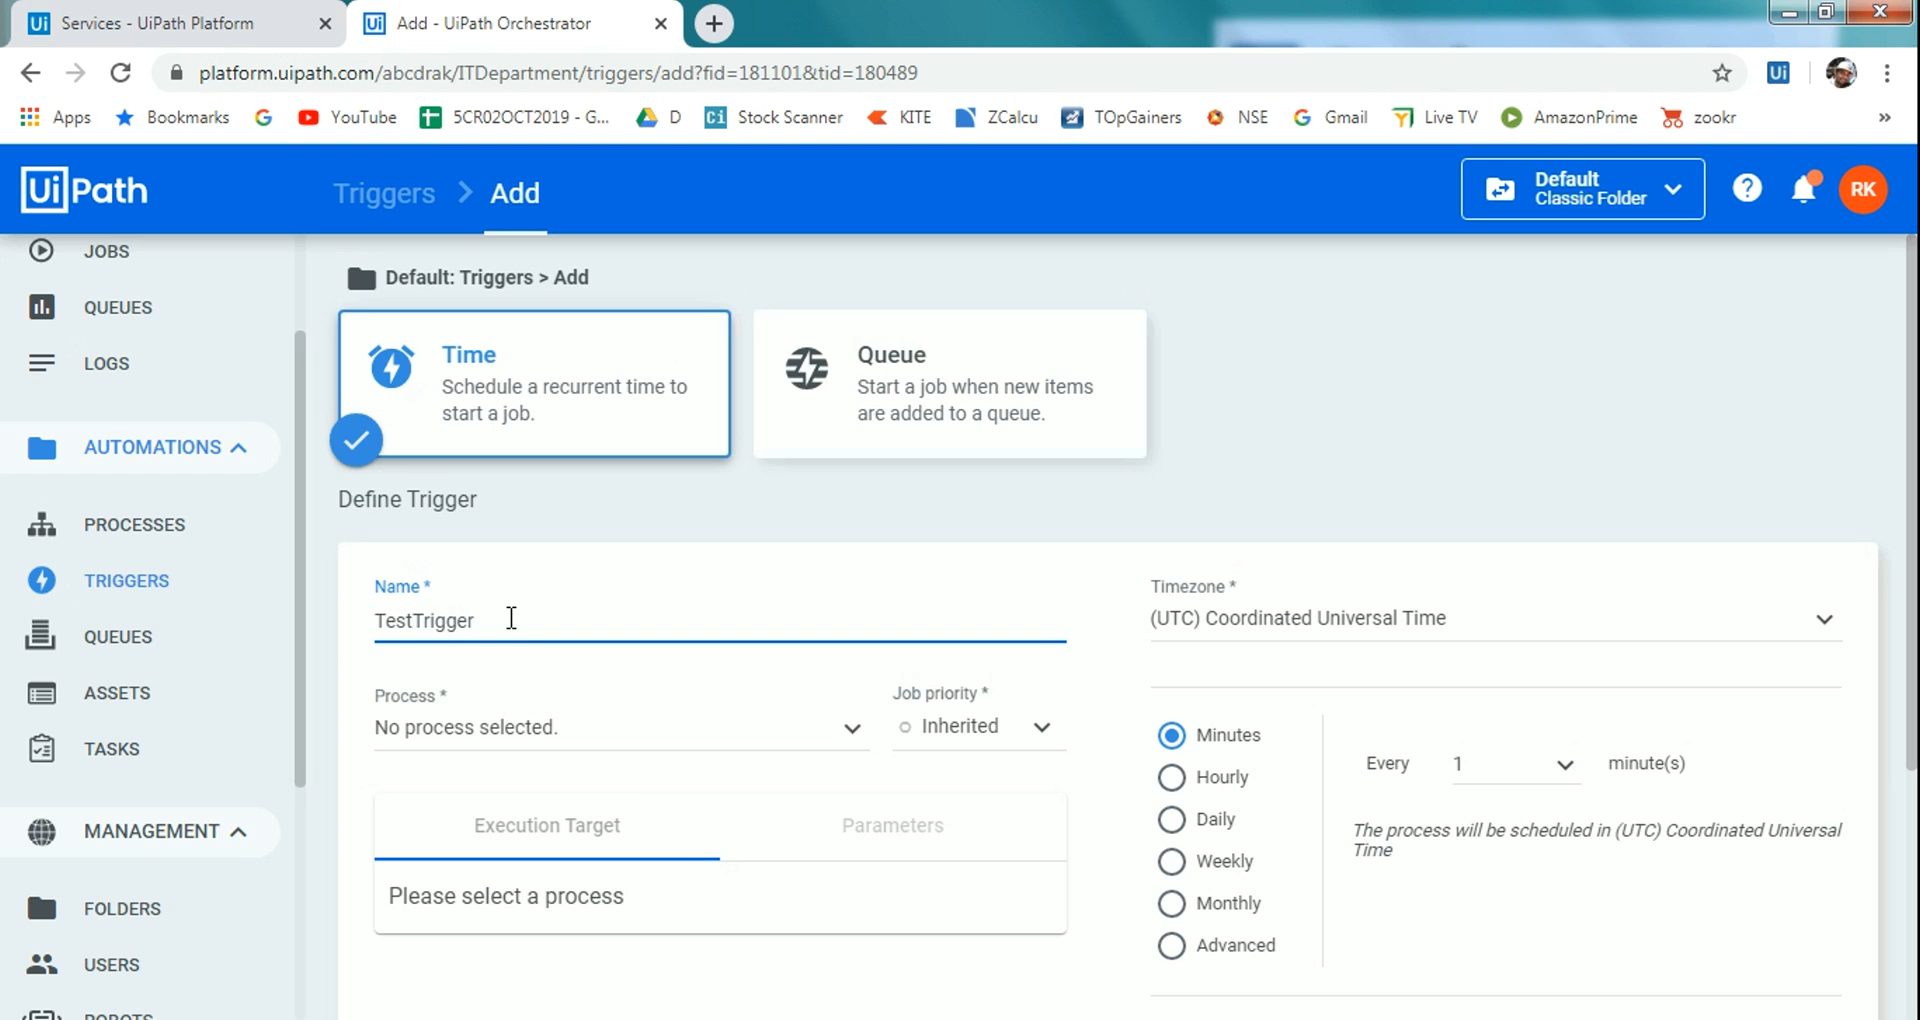 Services - UiPath Platform
Add - UiPath Orchestrator
platform.uipath.com/abcdrak/ITDepartment/triggers/add?fid=181101&tid=180489
Apps
Bookmarks
YouTube
5CR02OCT2019 - G...
D
Stock Scanner
KITE
ZCalcu
TOpGainers
NSE
Gmail
Live TV
AmazonPrime
zookr
»
UiPath
Triggers > Add
Default
Classic Folder
RK
JOBS
QUEUES
LOGS
AUTOMATIONS
PROCESSES
TRIGGERS
QUEUES
ASSETS
TASKS
MANAGEMENT
FOLDERS
USERS
ROBOTS
Default: Triggers > Add
Time
Schedule a recurrent time to
start a job.
Queue
Start a job when new items
are added to a queue.
Define Trigger
Name *
TestTrigger
Process *
No process selected.
Job priority *
Inherited
Execution Target
Parameters
Please select a process
Timezone *
(UTC) Coordinated Universal Time
Minutes
Hourly
Daily
Weekly
Monthly
Advanced
Every 1 minute(s)
The process will be scheduled in (UTC) Coordinated Universal
Time